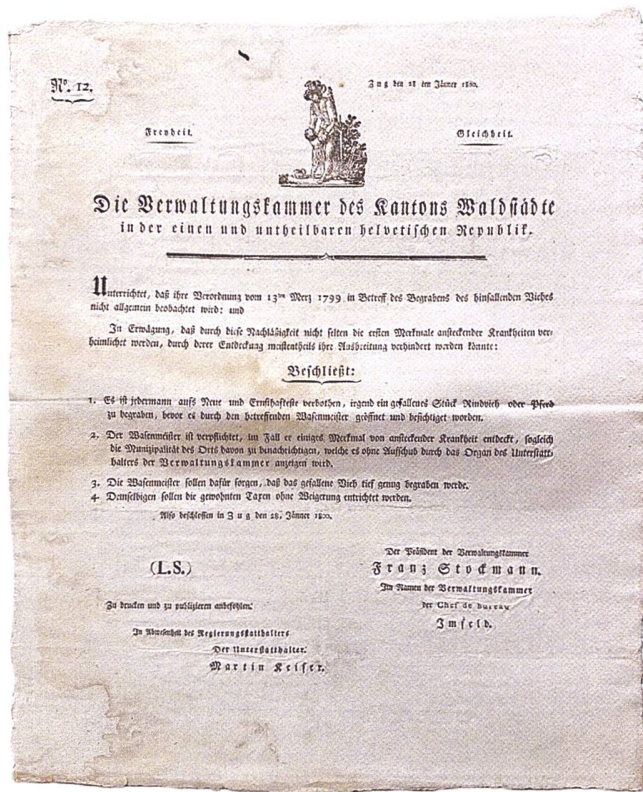 No. 12.
Zug den 28 ten Jänner 1800.
Freyheit.
Gleichheit.
Die Verwaltungskammer des Kantons Waldstädte
in der einen und untheilbaren helvetischen Republik.
Unterrichtet, daß ihre Verordnung vom 13ten Merz 1799 in Betreff des Begrabens des hinfallenden Viehes
nicht allgemein beobachtet wird: und
In Erwägung, daß durch diese Nachläßigkeit nicht selten die ersten Merkmale ansteckender Krankheiten ver-
heimlichet werden, durch derer Entdeckung meistentheils ihre Ausbreitung verhindert werden könnte:
Beschließt:
1. Es ist jedermann aufs Neue und Ernsthafteste verbothen, irgend ein gefallenes Stück Rindvieh oder Pferd
zu begraben, bevor es durch den betreffenden Wasenmeister geöffnet und besichtiget worden.
2. Der Wasenmeister ist verpflichtet, im Fall er einiges Merkmal von ansteckender Krankheit entdeckt, sogleich
die Munizipalität des Orts davon zu benachrichtigen, welche es ohne Aufschub durch das Organ des Unterstatt-
halters der Verwaltungskammer anzeigen wird.
3. Die Wasenmeister sollen dafür sorgen, daß das gefallene Vieh tief genug begraben werde.
4. Demselbigen sollen die gewohnten Taxen ohne Weigerung entrichtet werden.
Also beschlossen in Zug den 28. Jänner 1800.
Der Präsident der Verwaltungskammer
Franz Stockmann.
(L.S.)
Im Namen der Verwaltungskammer
der Chef de Bureau
Imfeld.
Zu drucken und zu publizieren anbefohlen.
In Abwesenheit des Regierungsstatthalters
Der Unterstatthalter.
Martin Keiser.